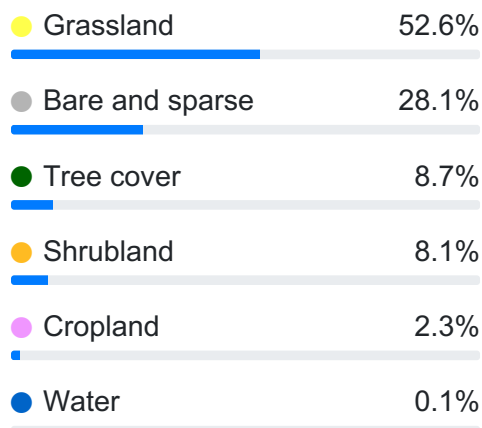 Grassland 52.6%
Bare and sparse 28.1%
Tree cover 8.7%
Shrubland 8.1%
Cropland 2.3%
Water 0.1%